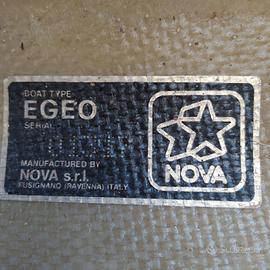 BOAT TYPE
EGEO
SERIAL
MANUFACTURED BY
NOVA s.r.l.
FUSIGNANO (RAVENNA) ITALY
NOVA